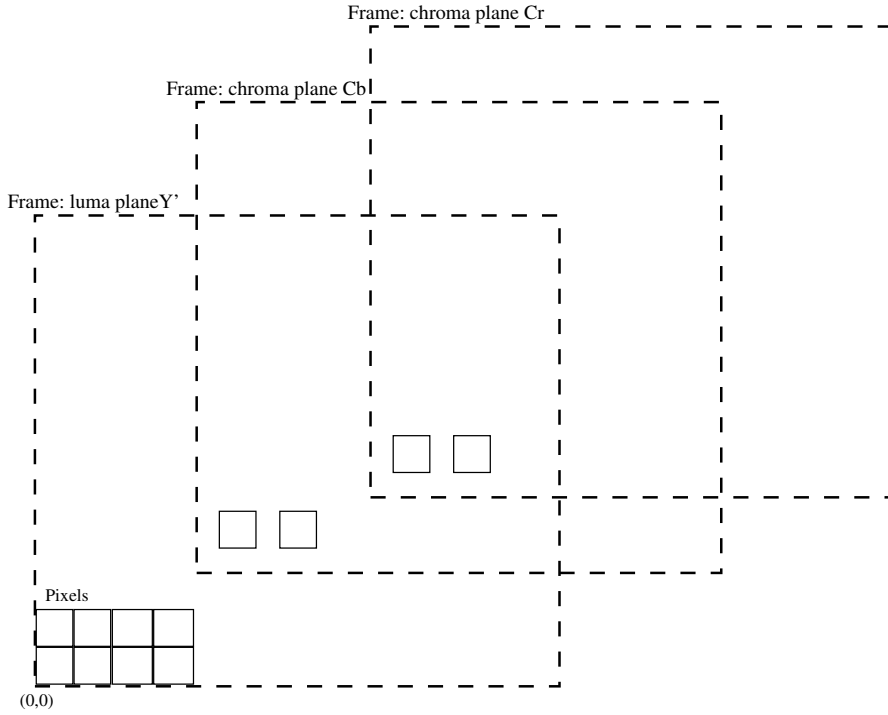 Frame: chroma plane Cr
Frame: chroma plane Cb
Frame: luma planeY’
Pixels
(0,0)